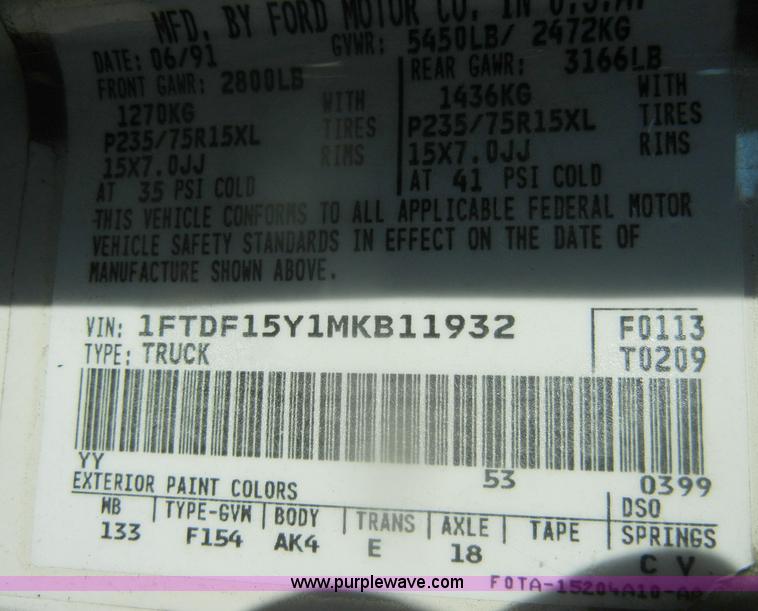 MFD. BY FORD MOTOR CO. IN U.S.A.
DATE: 06/91 GVWR: 5450LB/ 2472KG
FRONT GAWR: 2800LB REAR GAWR: 3166LB
1270KG WITH 1436KG WITH
P235/75R15XL TIRES P235/75R15XL TIRES
15X7.0JJ RIMS 15X7.0JJ RIMS
AT 35 PSI COLD AT 41 PSI COLD
THIS VEHICLE CONFORMS TO ALL APPLICABLE FEDERAL MOTOR
VEHICLE SAFETY STANDARDS IN EFFECT ON THE DATE OF
MANUFACTURE SHOWN ABOVE.
VIN: 1FTDF15Y1MKB11932 F0113
TYPE: TRUCK T0209
YY 53 0399
EXTERIOR PAINT COLORS DSO
WB TYPE-GVW BODY TRANS AXLE TAPE SPRINGS
133 F154 AK4 E 18 C V
www.purplewave.com F0TA-15204A10-AA